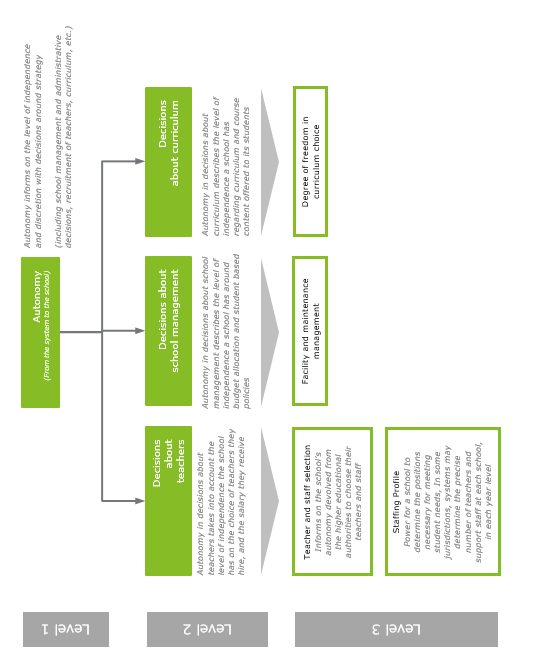 Level 1
Autonomy
(From the system to the school)
Autonomy informs on the level of independence
and discretion with decisions around strategy
(including school management and administrative
decisions, recruitment of teachers, curriculum, etc.)
Level 2
Decisions
about
teachers
Autonomy in decisions about
teachers takes into account the
level of independence the school
has on the choice of teachers they
hire, and the salary they receive
Decisions about
school management
Autonomy in decisions about school
management describes the level of
independence a school has around
budget allocation and student based
policies
Decisions
about curriculum
Autonomy in decisions about
curriculum describes the level of
independence a school has
regarding curriculum and course
content offered to its students
Level 3
Teacher and staff selection
Informs on the school's
autonomy devolved from
the higher educational
authorities to choose their
teachers and staff
Staffing Profile
Power for a school to
determine the positions
necessary for meeting
student needs, In some
jurisdictions, systems may
determine the precise
number of teachers and
support staff at each school,
in each year level
Facility and maintenance
management
Degree of freedom in
curriculum choice